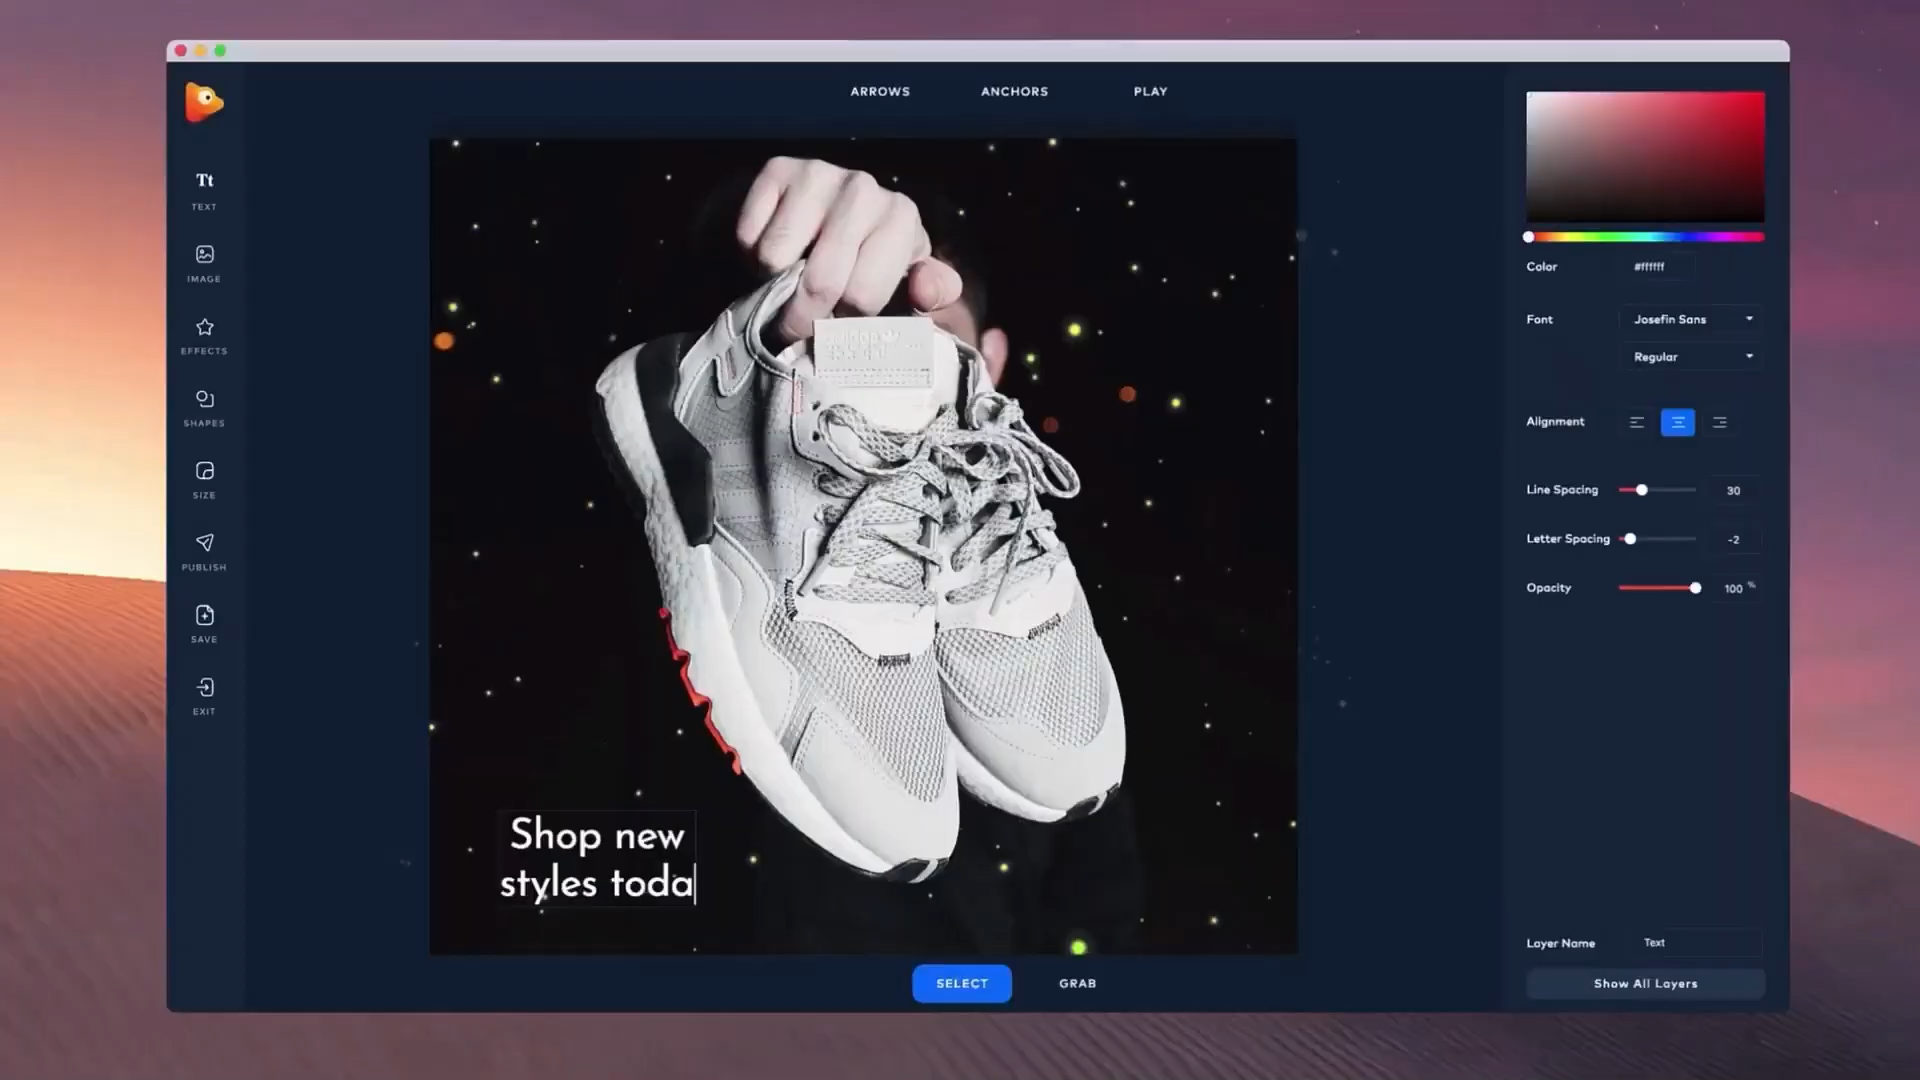 ARROWS ANCHORS PLAY
Tt
TEXT
IMAGE
EFFECTS
SHAPES
SIZE
PUBLISH
SAVE
EXIT
Shop new
styles toda
SELECT GRAB
Color #ffffff
Font Josefin Sans
Regular
Alignment
Line Spacing 30
Letter Spacing -2
Opacity 100 %
Layer Name Text
Show All Layers